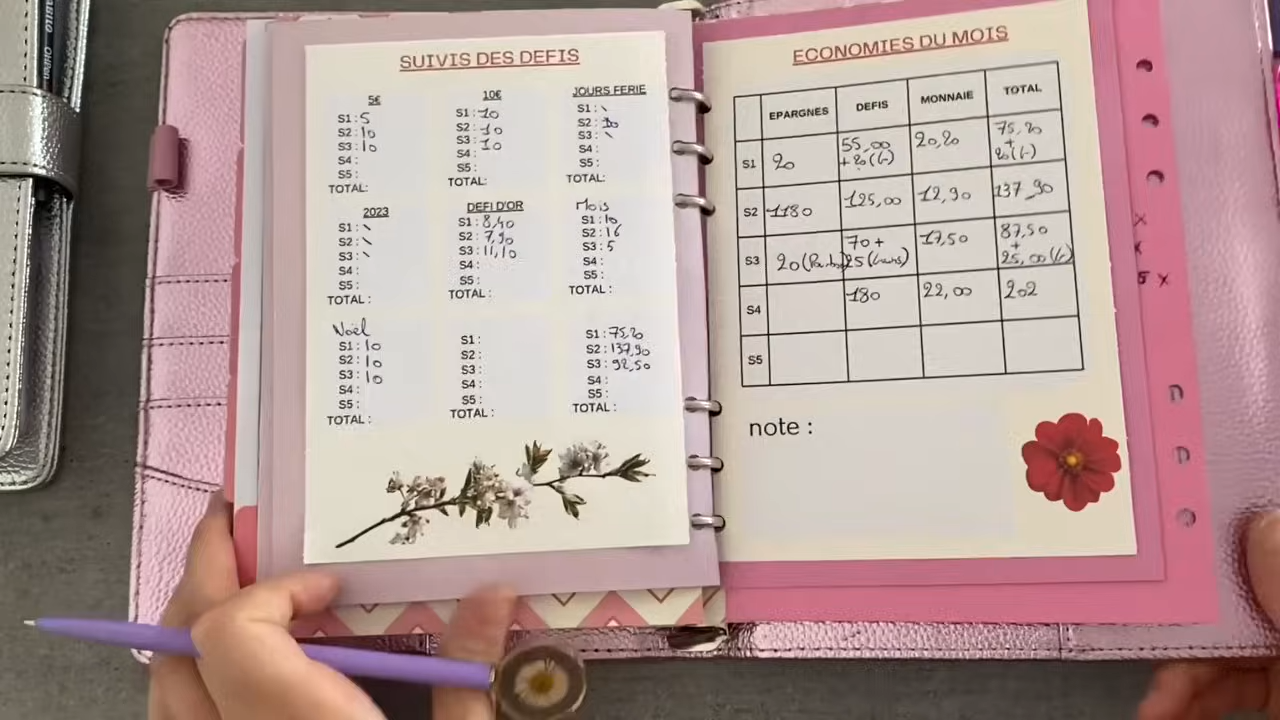 SUIVIS DES DEFIS
5€
S1 : 5
S2 : 10
S3 : 10
S4 :
S5 :
TOTAL:
10€
S1 : 10
S2 : 10
S3 : 10
S4 :
S5 :
TOTAL:
JOURS FERIE
S1 : \
S2 : 30
S3 : \
S4 :
S5 :
TOTAL:
2023
S1 : \
S2 : \
S3 : \
S4 :
S5 :
TOTAL :
DEFI D'OR
S1 : 8,40
S2 : 7,90
S3 : 11,10
S4 :
S5 :
TOTAL :
Mois
S1 : 10
S2 : 16
S3 : 5
S4 :
S5 :
TOTAL :
Noël
S1 : 10
S2 : 10
S3 : 10
S4 :
S5 :
TOTAL :
S1 :
S2 :
S3 :
S4 :
S5 :
TOTAL :
S1 : 75,20
S2 : 137,90
S3 : 92,50
S4 :
S5 :
TOTAL :
ECONOMIES DU MOIS
EPARGNES DEFIS MONNAIE TOTAL
S1 20 55,00 + 20 (L) 20,20 75,20 + 20 (L)
S2 1180 125,00 12,90 137,90
S3 20 70 + 25 17,50 87,50 + 25,00 (L)
S4 180 22,00 202
S5
note :